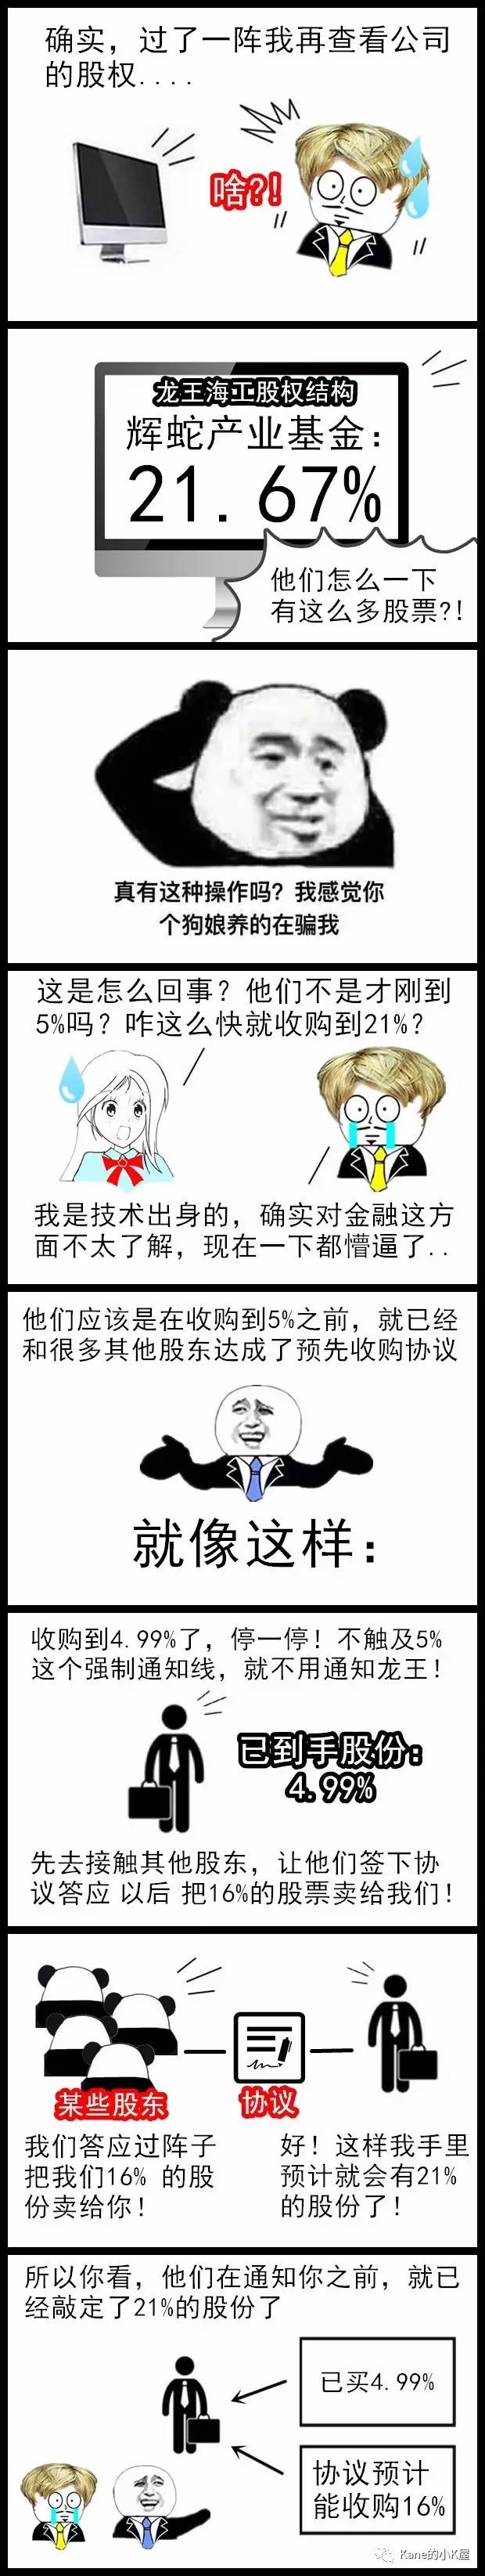 确实，过了一阵我再查看公司
的股权....
啥?!
龙王海工股权结构
辉蛇产业基金：
21.67%
他们怎么一下
有这么多股票?!
真有这种操作吗？我感觉你
个狗娘养的在骗我
这是怎么回事？他们不是才刚到
5%吗？咋这么快就收购到21%？
我是技术出身的，确实对金融这方
面不太了解，现在一下都懵逼了..
他们应该是在收购到5%之前，就已经
和很多其他股东达成了预先收购协议
就像这样：
收购到4.99%了，停一停！不触及5%
这个强制通知线，就不用通知龙王！
已到手股份：
4.99%
先去接触其他股东，让他们签下协
议答应 以后 把16%的股票卖给我们！
某些股东
协议
我们答应过阵子
把我们16% 的股
份卖给你！
好！这样我手里
预计就会有21%
的股份了！
所以你看，他们在通知你之前，就已
经敲定了21%的股份了
已买4.99%
协议预计
能收购16%
Kane的小K屋